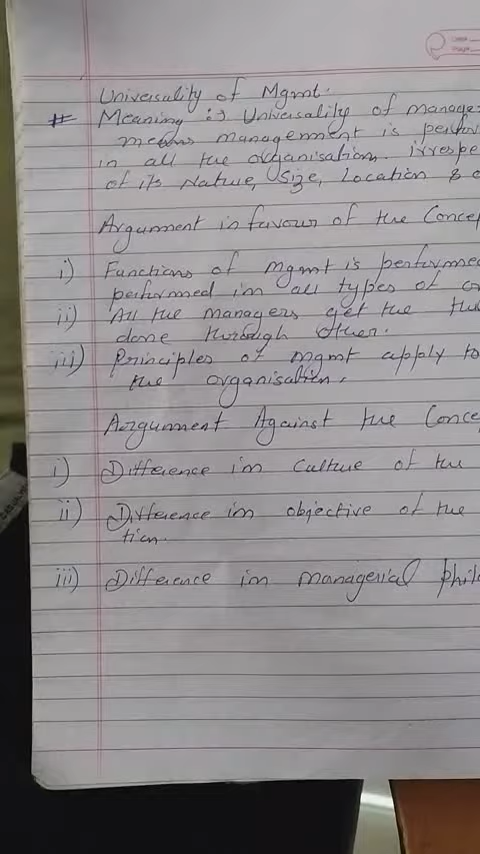 Universality of Mgmt.
# Meaning :→ Universality of manage
means management is perfor
in all the organisation. irrespe
of its Nature, Size, Location &
Argument in favour of the Concep
i) Functions of mgmt is performe
performed in all types of
ii) All the managers get the
done through other.
iii) Principles of mgmt apply to
the organisation.
Argument Against the Conce
i) Difference in culture of the
ii) Difference in objective of the
tion.
iii) Difference in managerial phil